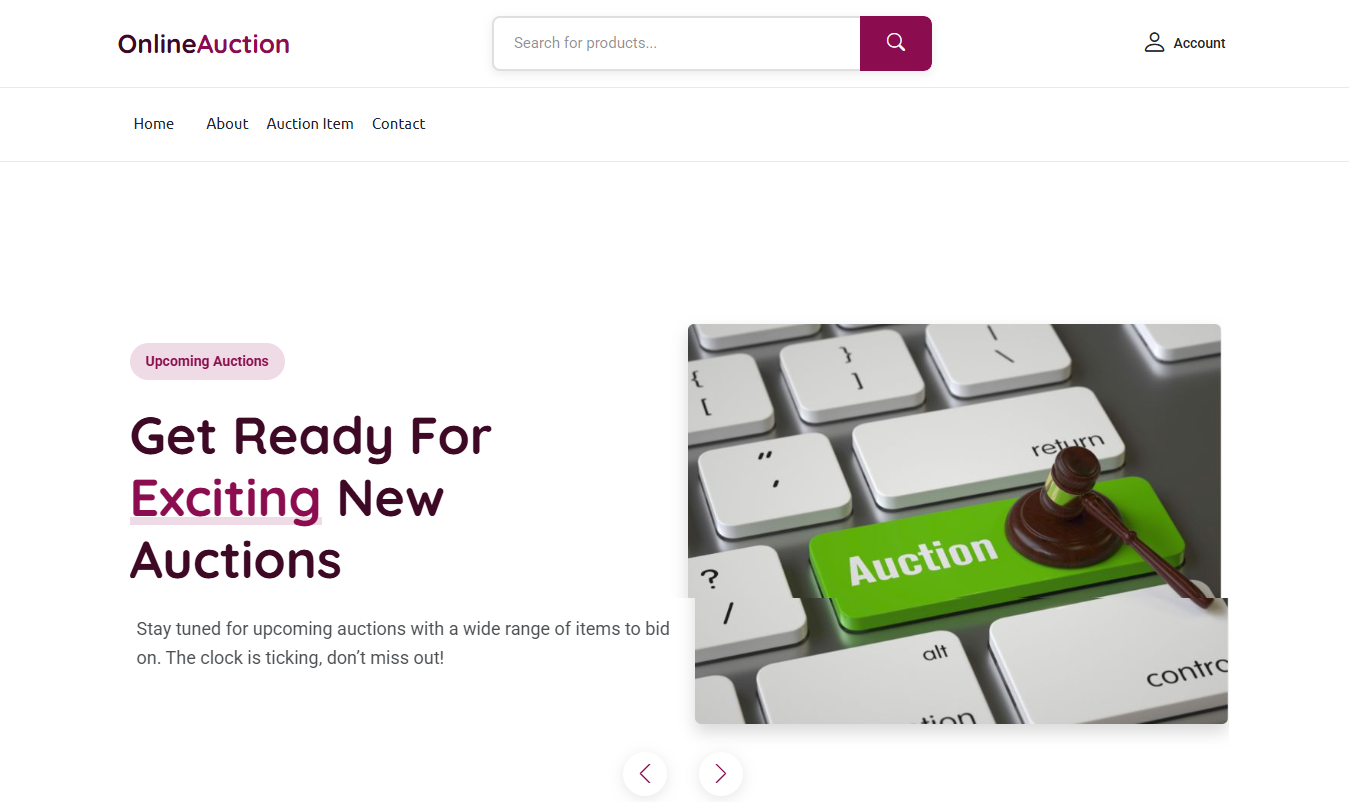 OnlineAuction
Search for products...
Account
Home About Auction Item Contact
Upcoming Auctions
Get Ready For
Exciting New
Auctions
Stay tuned for upcoming auctions with a wide range of items to bid
on. The clock is ticking, don’t miss out!
}
]
|
\
{
[
return
"
'
Auction
?
/
alt